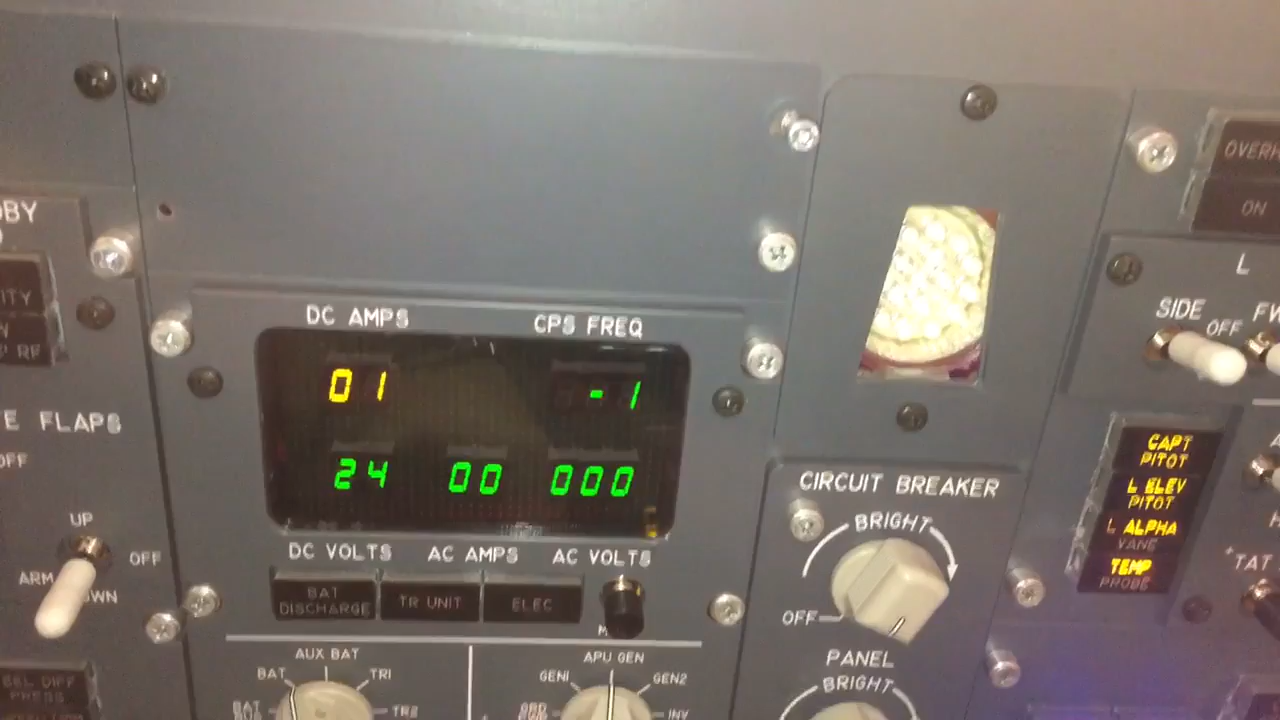 DC AMPS
CPS FREQ
01
-1
24
00
000
DC VOLTS
AC AMPS
AC VOLTS
BAT
DISCHARGE
TR UNIT
ELEC
AUX BAT
BAT
TR1
APU GEN
GEN1
GEN2
INV
FLAPS
UP
OFF
ARM
CIRCUIT BREAKER
BRIGHT
OFF
PANEL
BRIGHT
ON
L
SIDE
OFF
CAPT
PITOT
L ELEV
PITOT
L ALPHA
VANE
TEMP
PROBE
TAT